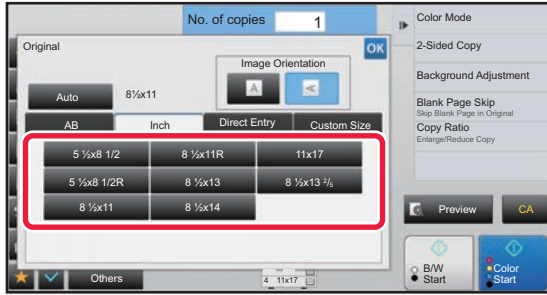 No. of copies 1
Original
OK
Image Orientation
A A
Auto 8½x11
AB Inch Direct Entry Custom Size
5 ½x8 1/2 8 ½x11R 11x17
5 ½x8 1/2R 8 ½x13 8 ½x13 ²/₅
8 ½x11 8 ½x14
Others
4 11x17
Color Mode
2-Sided Copy
Background Adjustment
Blank Page Skip
Skip Blank Page in Original
Copy Ratio
Enlarge/Reduce Copy
Preview CA
B/W
Start
Color
Start